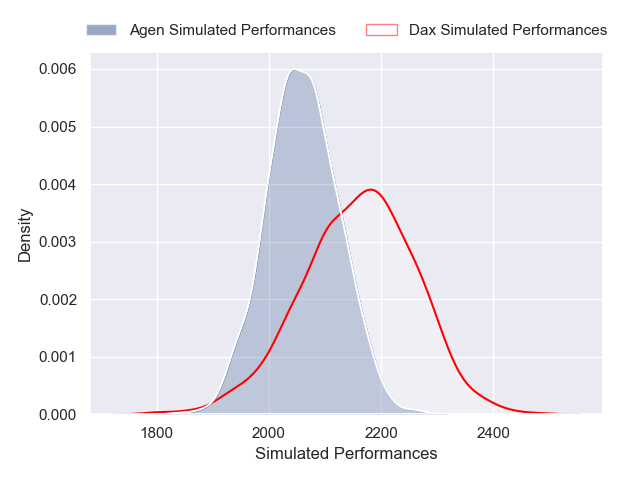 Agen Simulated Performances
Dax Simulated Performances
0.006
0.005
0.004
0.003
0.002
0.001
0.000
Density
1800
2000
2200
2400
Simulated Performances